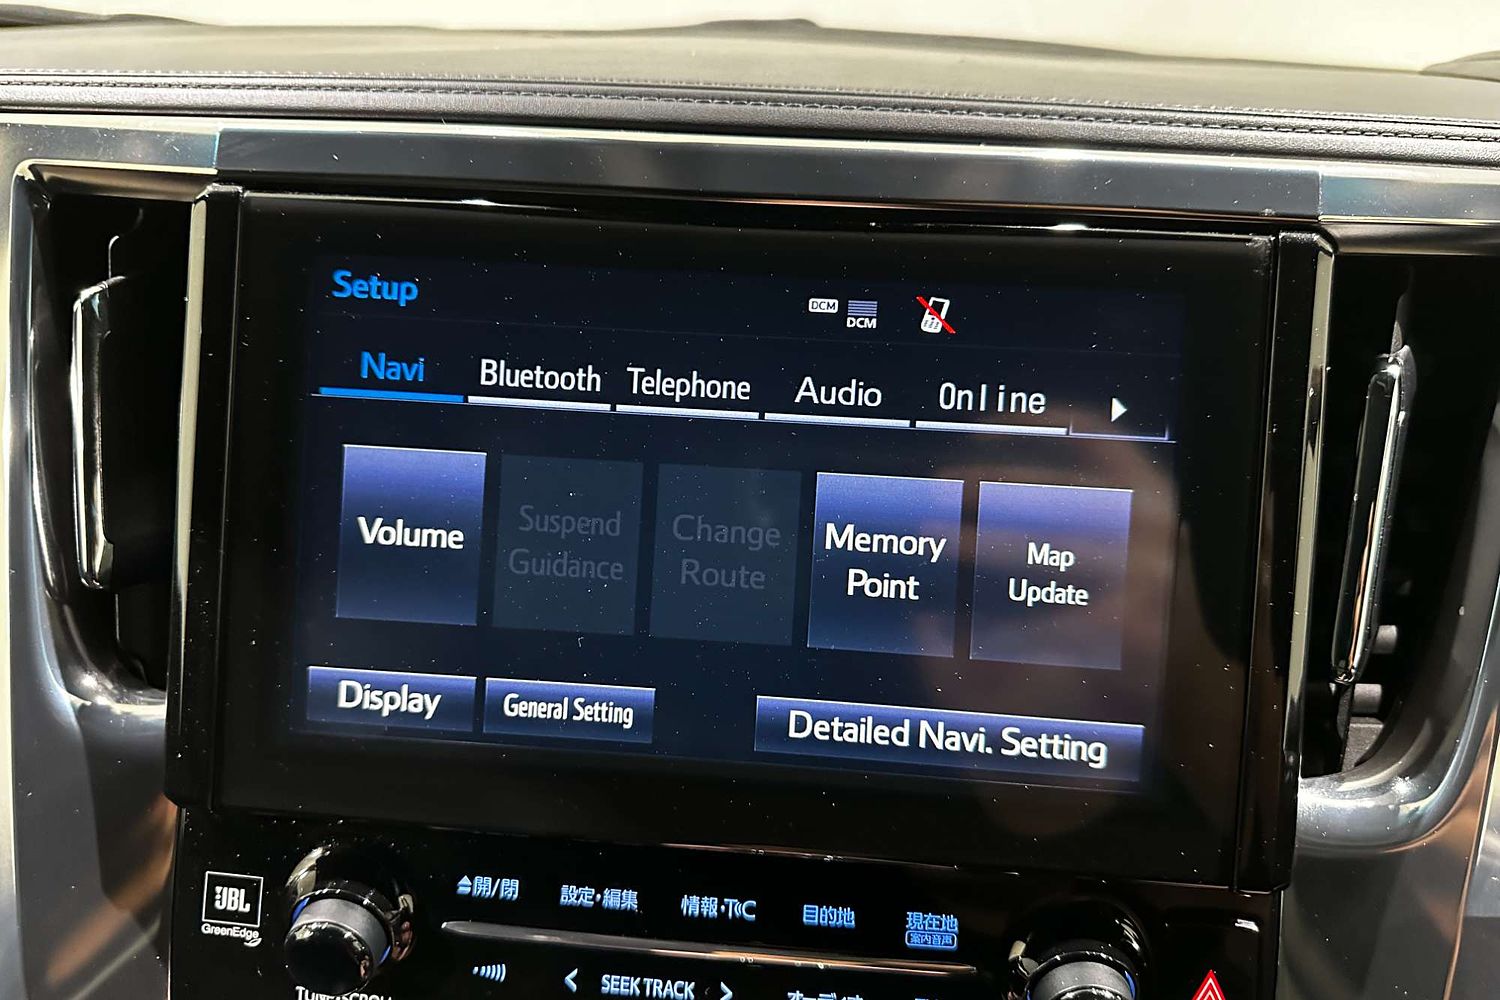 Setup
DCM
DCM
Navi
Bluetooth
Telephone
Audio
Online
Volume
Suspend
Guidance
Change
Route
Memory
Point
Map
Update
Display
General Setting
Detailed Navi. Setting
JBL
GreenEdge
開/閉
設定・編集
情報・TC
目的地
現在地
案内音声
SEEK TRACK